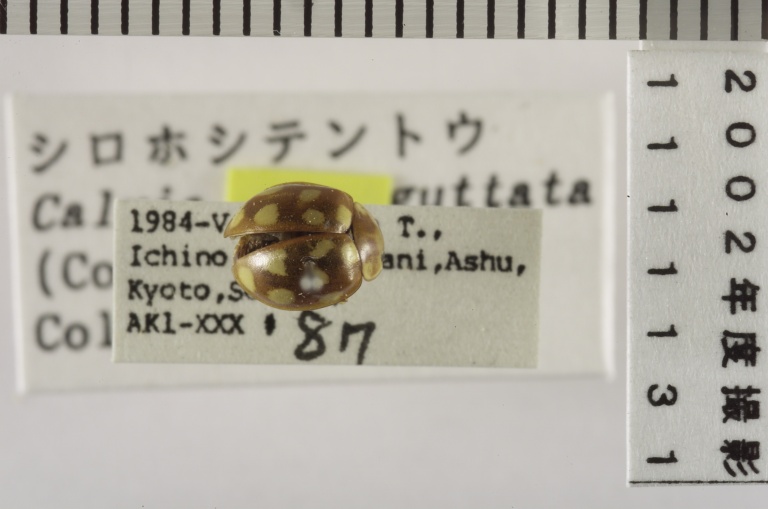 シロホシテントウ
guttata
(Co
Col
1984-V T.,
Ichino ani,Ashu,
Kyoto,S
AK1-XXX # 87
2002年度撮影
1111131